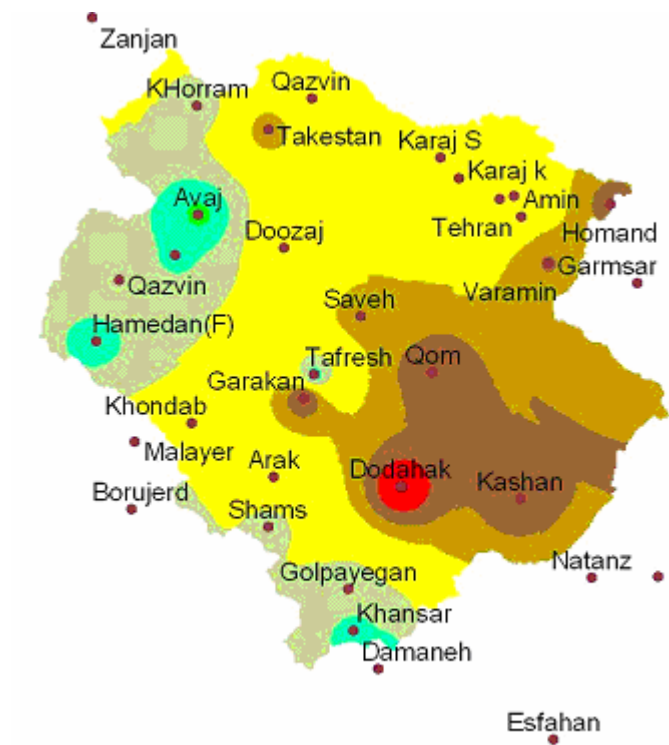 Zanjan
KHorram
Qazvin
Takestan
Karaj S
Karaj k
Amin
Avaj
Tehran
Homand
Doozaj
Garmsar
Qazvin
Varamin
Saveh
Hamedan(F)
Tafresh
Qom
Garakan
Khondab
Malayer
Arak
Dodahak
Borujerd
Kashan
Shams
Natanz
Golpayegan
Khansar
Damaneh
Esfahan